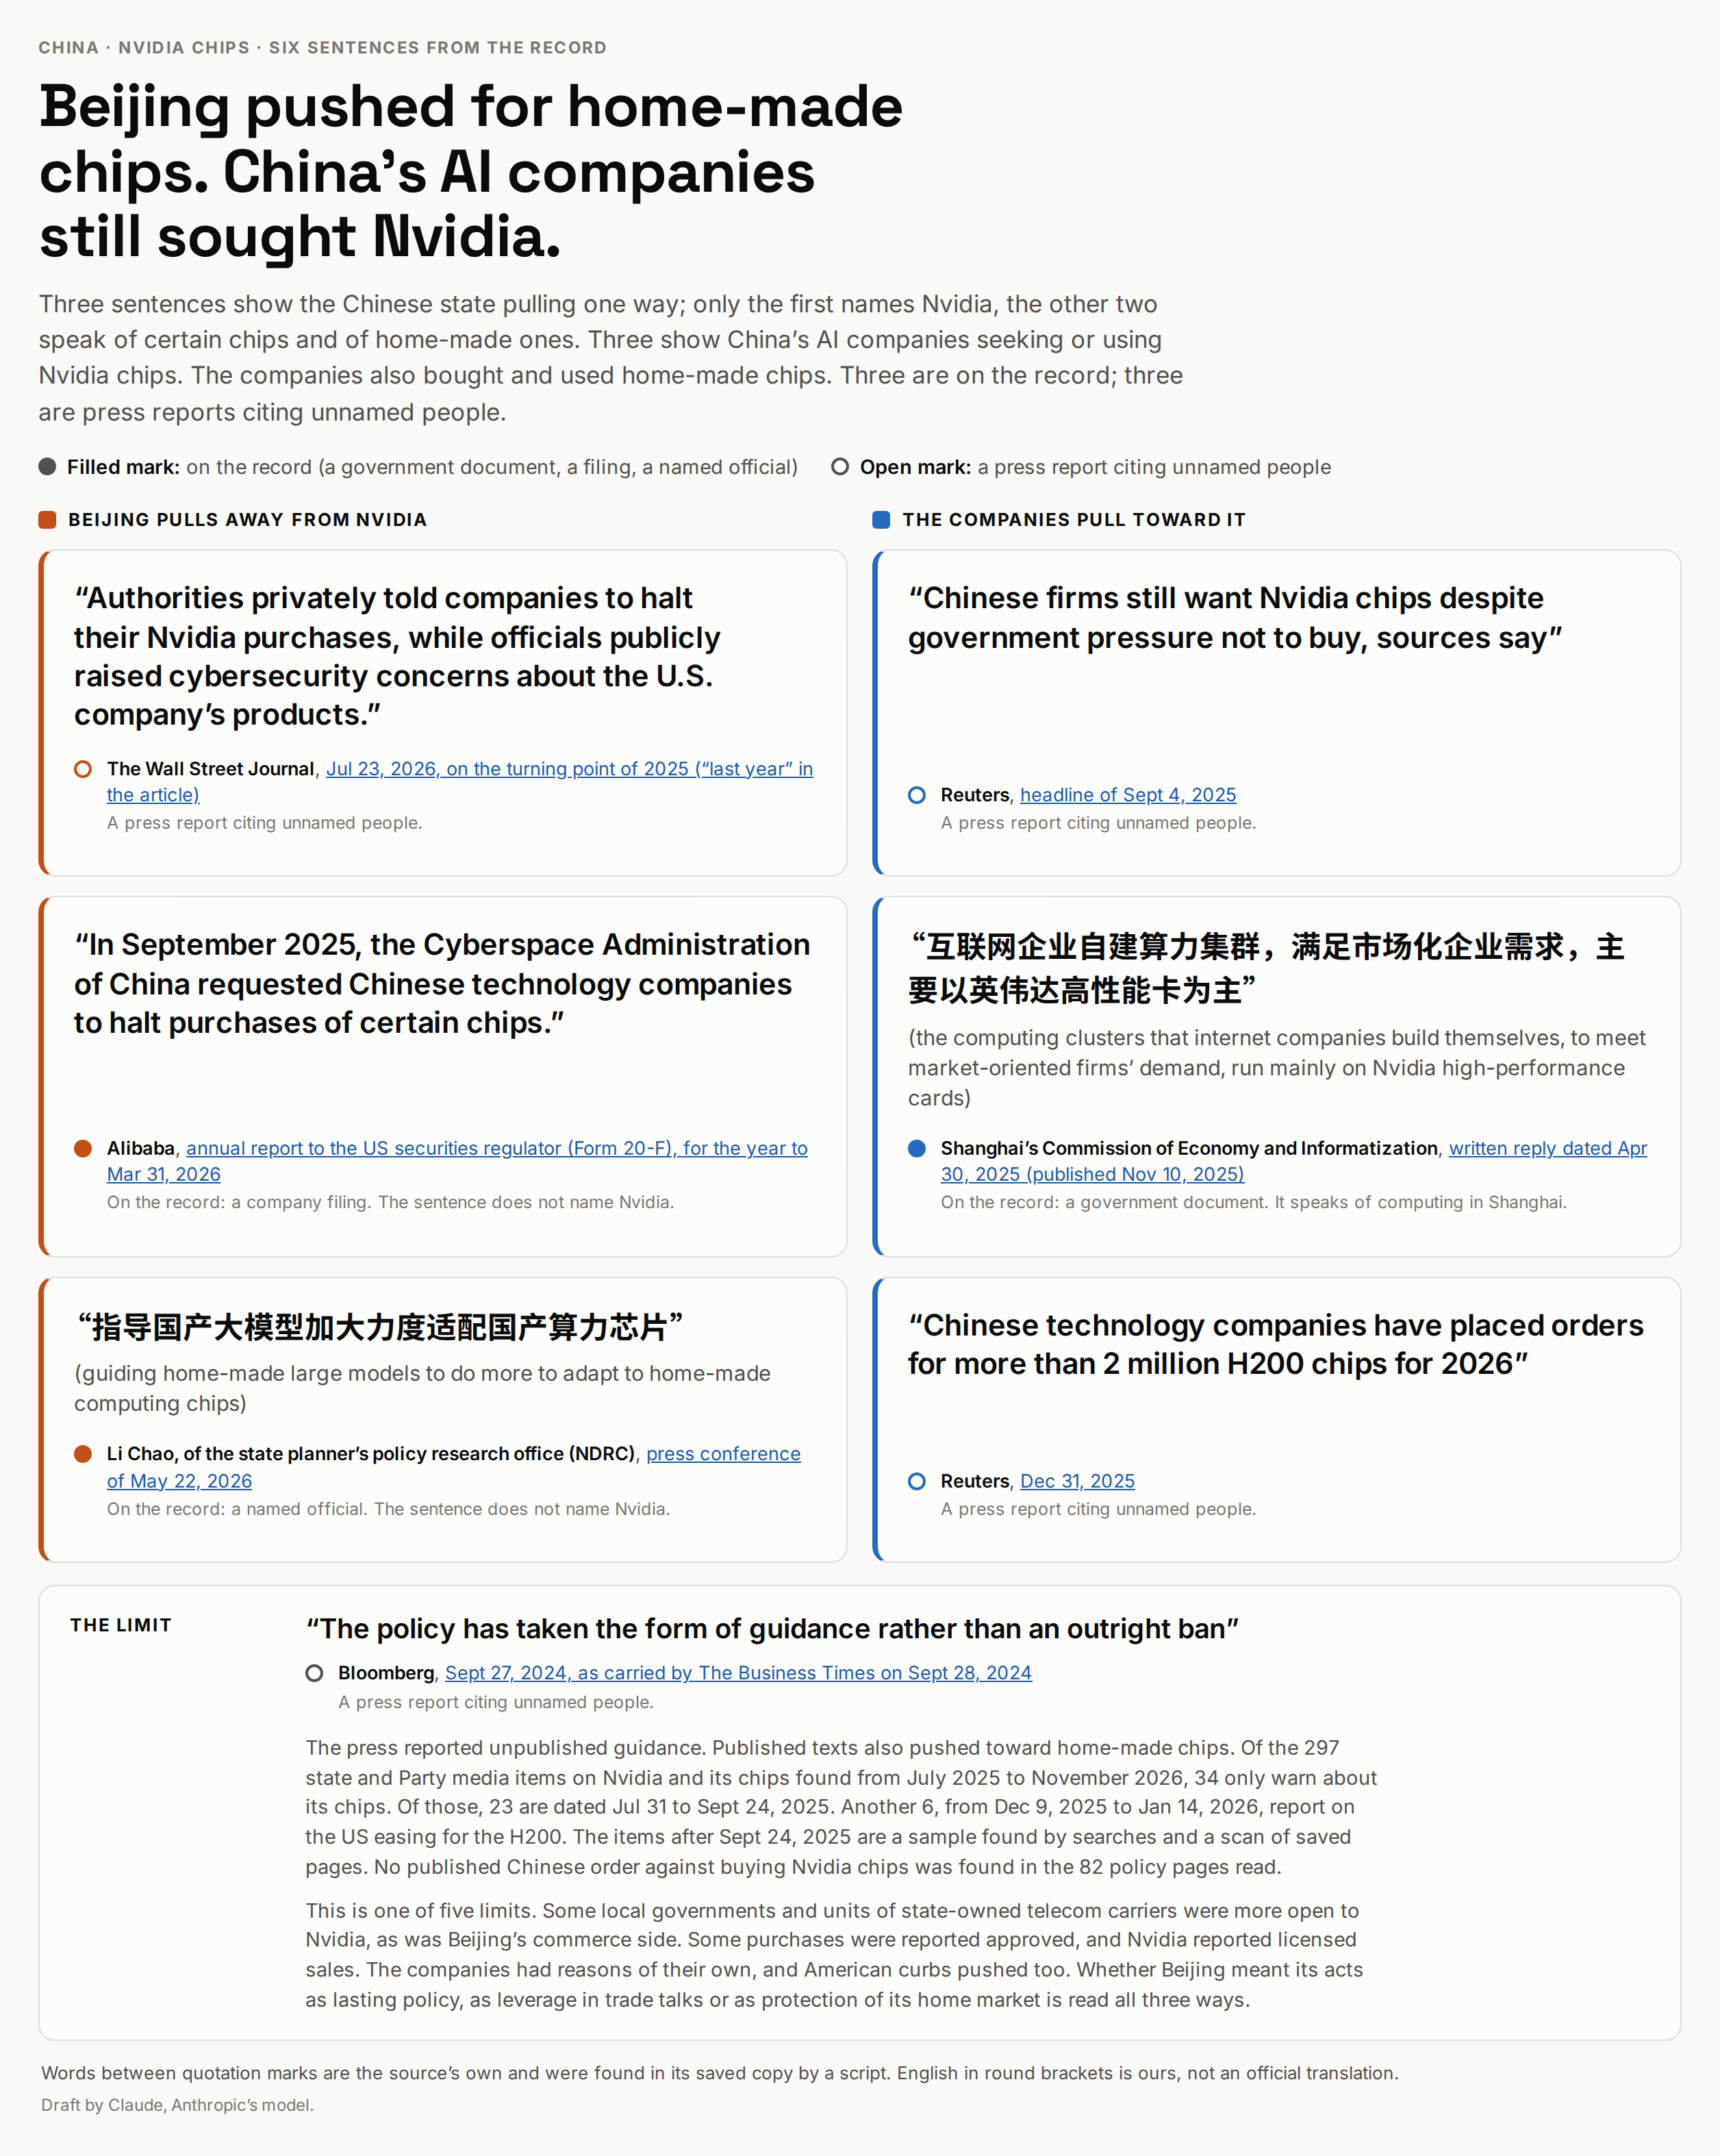 CHINA · NVIDIA CHIPS · SIX SENTENCES FROM THE RECORD
Beijing pushed for home-made
chips. China’s AI companies
still sought Nvidia.
Three sentences show the Chinese state pulling one way; only the first names Nvidia, the other two
speak of certain chips and of home-made ones. Three show China’s AI companies seeking or using
Nvidia chips. The companies also bought and used home-made chips. Three are on the record; three
are press reports citing unnamed people.
Filled mark: on the record (a government document, a filing, a named official)
Open mark: a press report citing unnamed people
BEIJING PULLS AWAY FROM NVIDIA
“Authorities privately told companies to halt
their Nvidia purchases, while officials publicly
raised cybersecurity concerns about the U.S.
company’s products.”
The Wall Street Journal, Jul 23, 2026, on the turning point of 2025 (“last year” in
the article)
A press report citing unnamed people.
“In September 2025, the Cyberspace Administration
of China requested Chinese technology companies
to halt purchases of certain chips.”
Alibaba, annual report to the US securities regulator (Form 20-F), for the year to
Mar 31, 2026
On the record: a company filing. The sentence does not name Nvidia.
“指导国产大模型加大力度适配国产算力芯片”
(guiding home-made large models to do more to adapt to home-made
computing chips)
Li Chao, of the state planner’s policy research office (NDRC), press conference
of May 22, 2026
On the record: a named official. The sentence does not name Nvidia.
THE COMPANIES PULL TOWARD IT
“Chinese firms still want Nvidia chips despite
government pressure not to buy, sources say”
Reuters, headline of Sept 4, 2025
A press report citing unnamed people.
“互联网企业自建算力集群，满足市场化企业需求，主
要以英伟达高性能卡为主”
(the computing clusters that internet companies build themselves, to meet
market-oriented firms’ demand, run mainly on Nvidia high-performance
cards)
Shanghai’s Commission of Economy and Informatization, written reply dated Apr
30, 2025 (published Nov 10, 2025)
On the record: a government document. It speaks of computing in Shanghai.
“Chinese technology companies have placed orders
for more than 2 million H200 chips for 2026”
Reuters, Dec 31, 2025
A press report citing unnamed people.
THE LIMIT
“The policy has taken the form of guidance rather than an outright ban”
Bloomberg, Sept 27, 2024, as carried by The Business Times on Sept 28, 2024
A press report citing unnamed people.
The press reported unpublished guidance. Published texts also pushed toward home-made chips. Of the 297
state and Party media items on Nvidia and its chips found from July 2025 to November 2026, 34 only warn about
its chips. Of those, 23 are dated Jul 31 to Sept 24, 2025. Another 6, from Dec 9, 2025 to Jan 14, 2026, report on
the US easing for the H200. The items after Sept 24, 2025 are a sample found by searches and a scan of saved
pages. No published Chinese order against buying Nvidia chips was found in the 82 policy pages read.
This is one of five limits. Some local governments and units of state-owned telecom carriers were more open to
Nvidia, as was Beijing’s commerce side. Some purchases were reported approved, and Nvidia reported licensed
sales. The companies had reasons of their own, and American curbs pushed too. Whether Beijing meant its acts
as lasting policy, as leverage in trade talks or as protection of its home market is read all three ways.
Words between quotation marks are the source’s own and were found in its saved copy by a script. English in round brackets is ours, not an official translation.
Draft by Claude, Anthropic’s model.